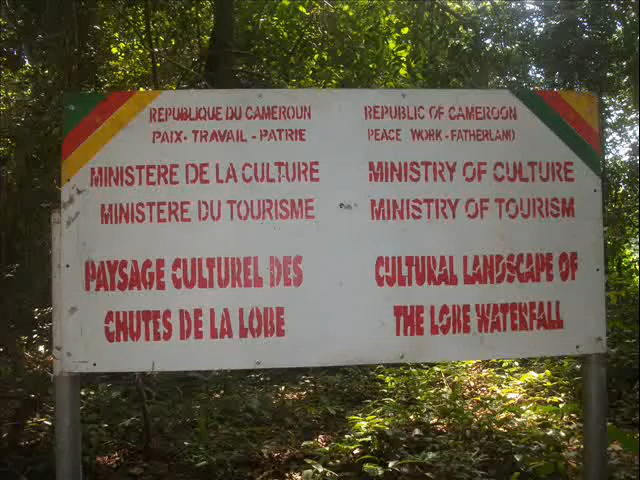 REPUBLIQUE DU CAMEROUN
PAIX - TRAVAIL - PATRIE
MINISTERE DE LA CULTURE
MINISTERE DU TOURISME
PAYSAGE CULTUREL DES
CHUTES DE LA LOBE
REPUBLIC OF CAMEROON
PEACE WORK - FATHERLAND
MINISTRY OF CULTURE
MINISTRY OF TOURISM
CULTURAL LANDSCAPE OF
THE LOBE WATERFALL